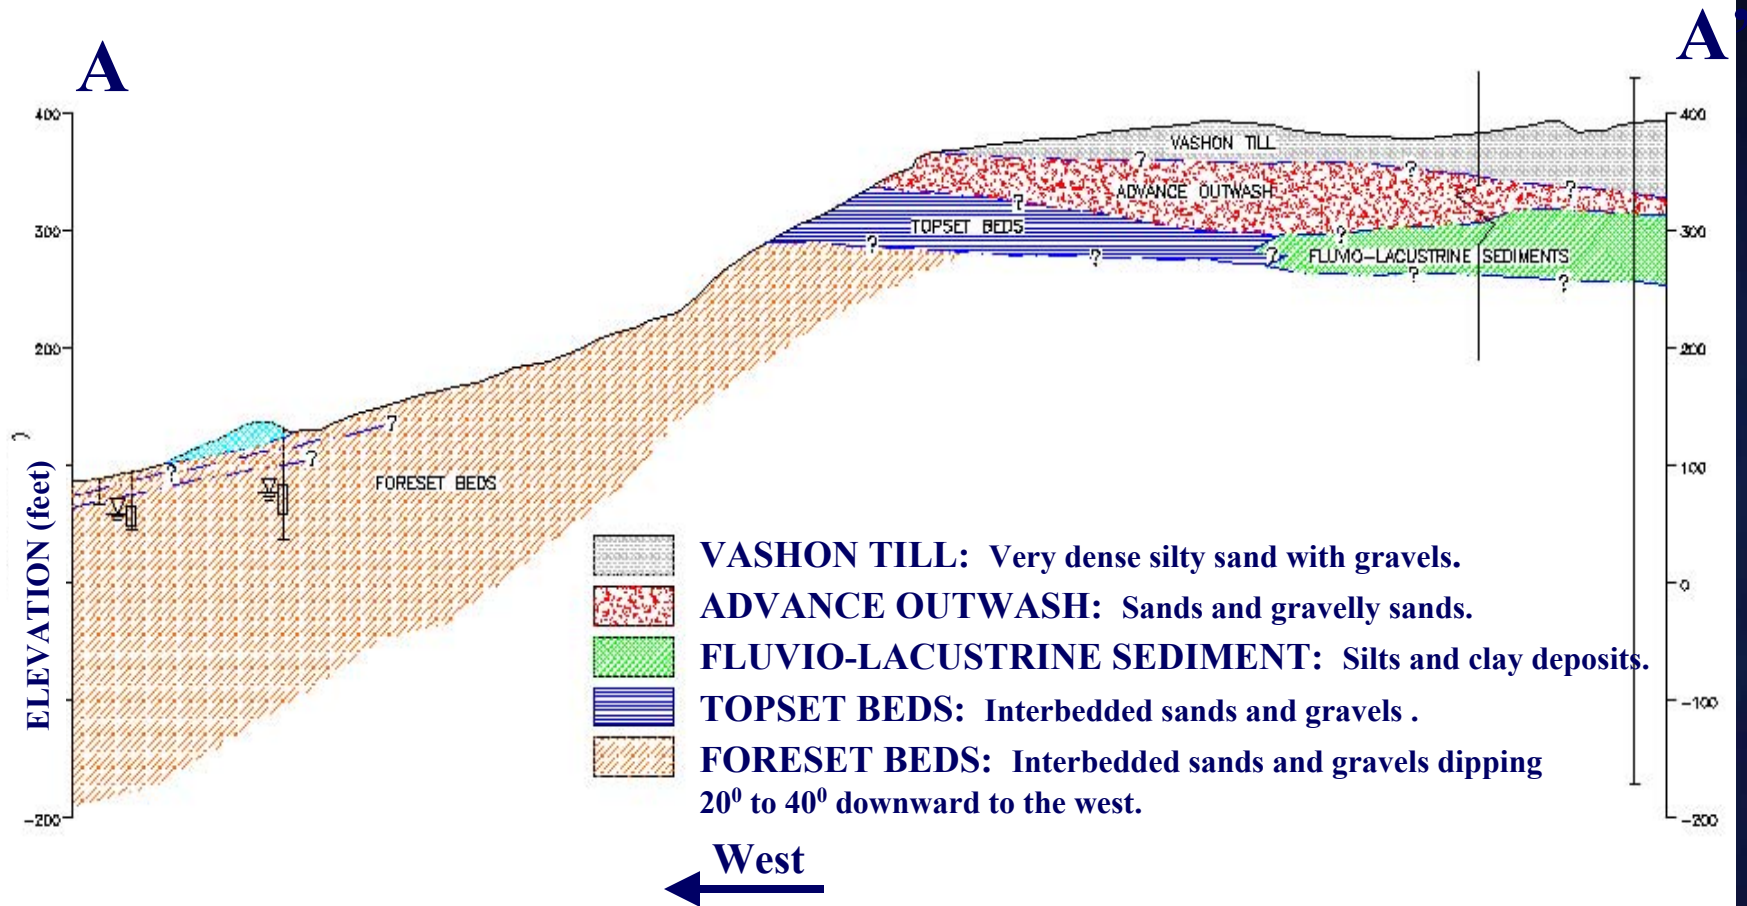 A
A'
400
400
VASHON TILL
?
?
?
ADVANCE OUTWASH
?
300
TOPSET BEDS
?
300
?
?
?
FLUVIO-LACUSTRINE SEDIMENTS
?
?
200
200
?
?
?
100
FORESET BEDS
ELEVATION (feet)
)
VASHON TILL: Very dense silty sand with gravels.
0
ADVANCE OUTWASH: Sands and gravelly sands.
FLUVIO-LACUSTRINE SEDIMENT: Silts and clay deposits.
TOPSET BEDS: Interbedded sands and gravels .
-100
FORESET BEDS: Interbedded sands and gravels dipping
20⁰ to 40⁰ downward to the west.
-200
-200
West